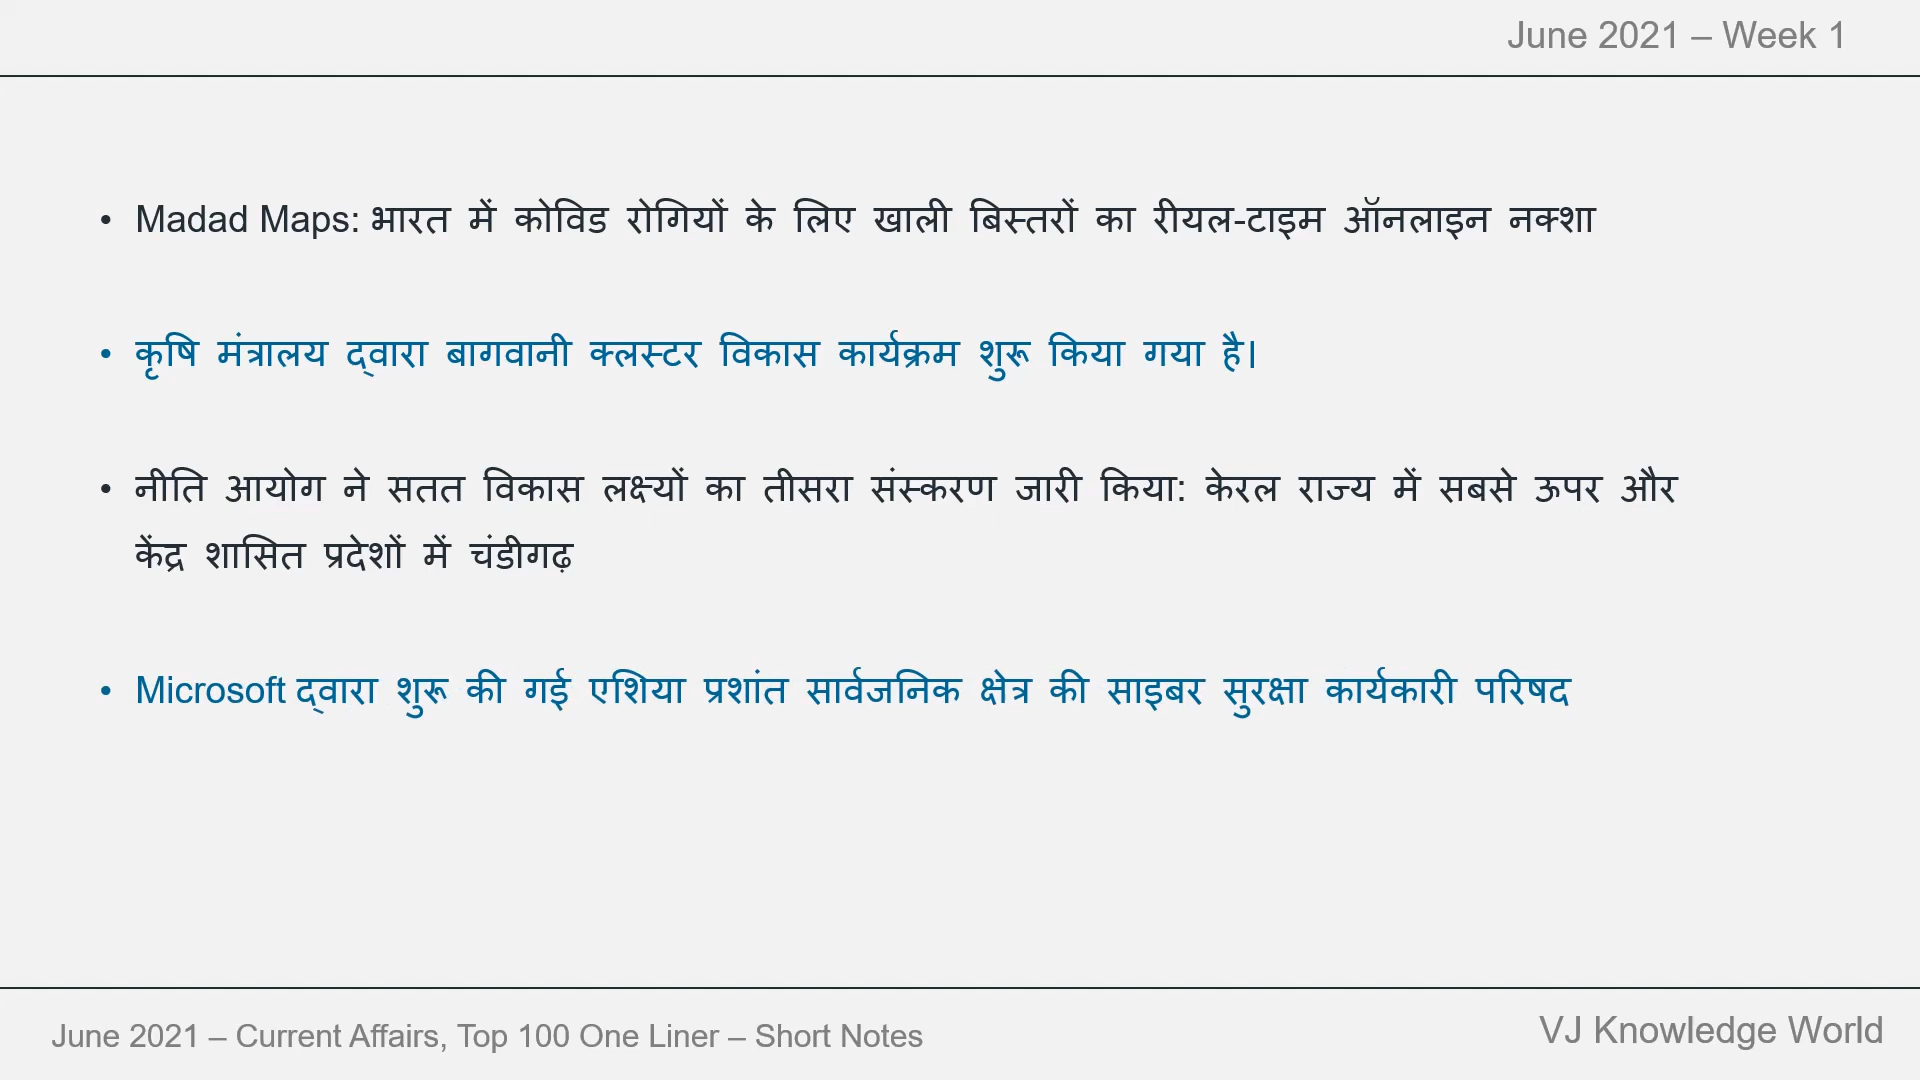 June 2021 – Week 1
• Madad Maps: भारत में कोविड रोगियों के लिए खाली बिस्तरों का रीयल-टाइम ऑनलाइन नक्शा
• कृषि मंत्रालय द्वारा बागवानी क्लस्टर विकास कार्यक्रम शुरू किया गया है।
• नीति आयोग ने सतत विकास लक्ष्यों का तीसरा संस्करण जारी किया: केरल राज्य में सबसे ऊपर और
केंद्र शासित प्रदेशों में चंडीगढ़
• Microsoft द्वारा शुरू की गई एशिया प्रशांत सार्वजनिक क्षेत्र की साइबर सुरक्षा कार्यकारी परिषद
June 2021 – Current Affairs, Top 100 One Liner – Short Notes
VJ Knowledge World